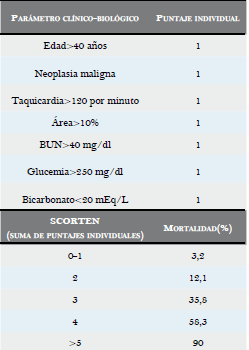 PARÁMETRO CLÍNICO-BIOLÓGICO PUNTAJE INDIVIDUAL
Edad>40 años 1
Neoplasia maligna 1
Taquicardia>120 por minuto 1
Área>10% 1
BUN>40 mg/dl 1
Glucemia>250 mg/dl 1
Bicarbonato<20 mEq/L 1
SCORTEN
(SUMA DE PUNTAJES INDIVIDUALES) MORTALIDAD(%)
0-1 3,2
2 12,1
3 35,8
4 58,3
>5 90